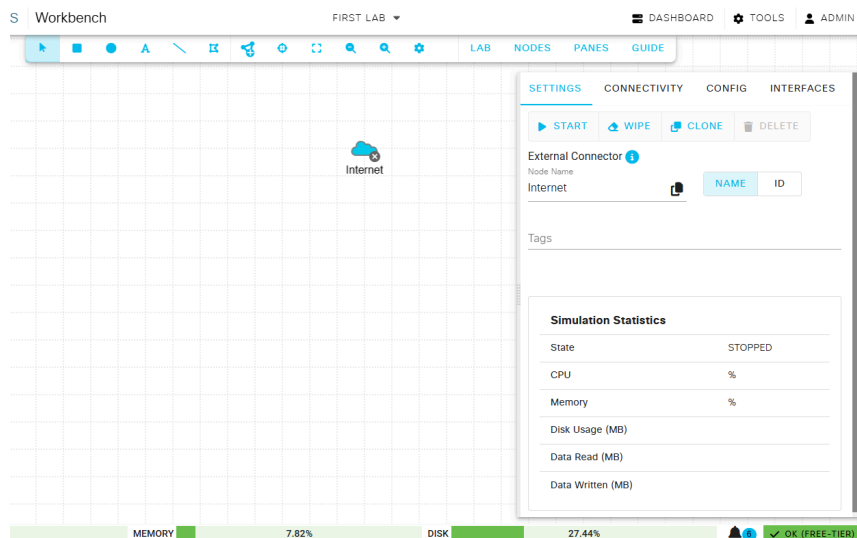 S Workbench FIRST LAB DASHBOARD TOOLS ADMIN
A LAB NODES PANES GUIDE
SETTINGS CONNECTIVITY CONFIG INTERFACES
START WIPE CLONE DELETE
External Connector i
Node Name
Internet NAME ID
Tags
Internet
Simulation Statistics
State STOPPED
CPU %
Memory %
Disk Usage (MB)
Data Read (MB)
Data Written (MB)
MEMORY 7.82% DISK 27.44% 6 OK (FREE-TIER)